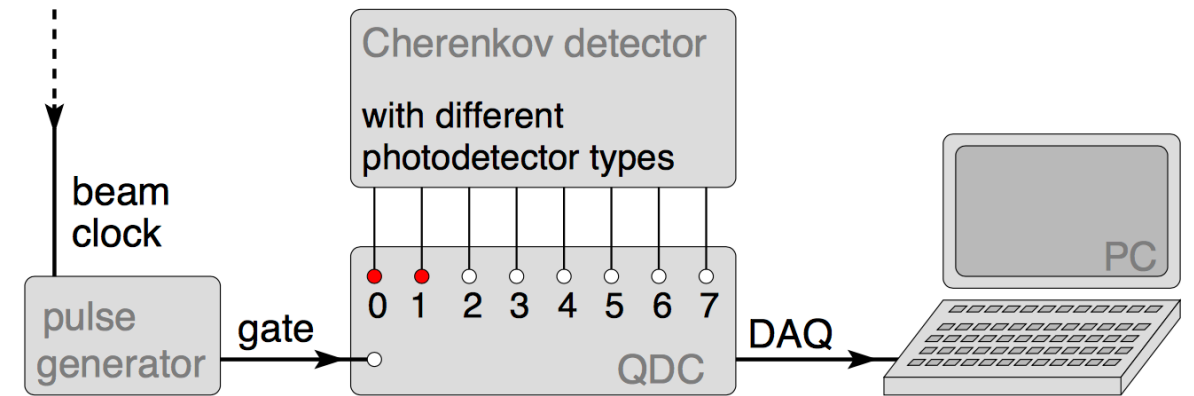 Cherenkov detector
with different
photodetector types
beam
clock
pulse
generator
gate
0 1 2 3 4 5 6 7
QDC
DAQ
PC